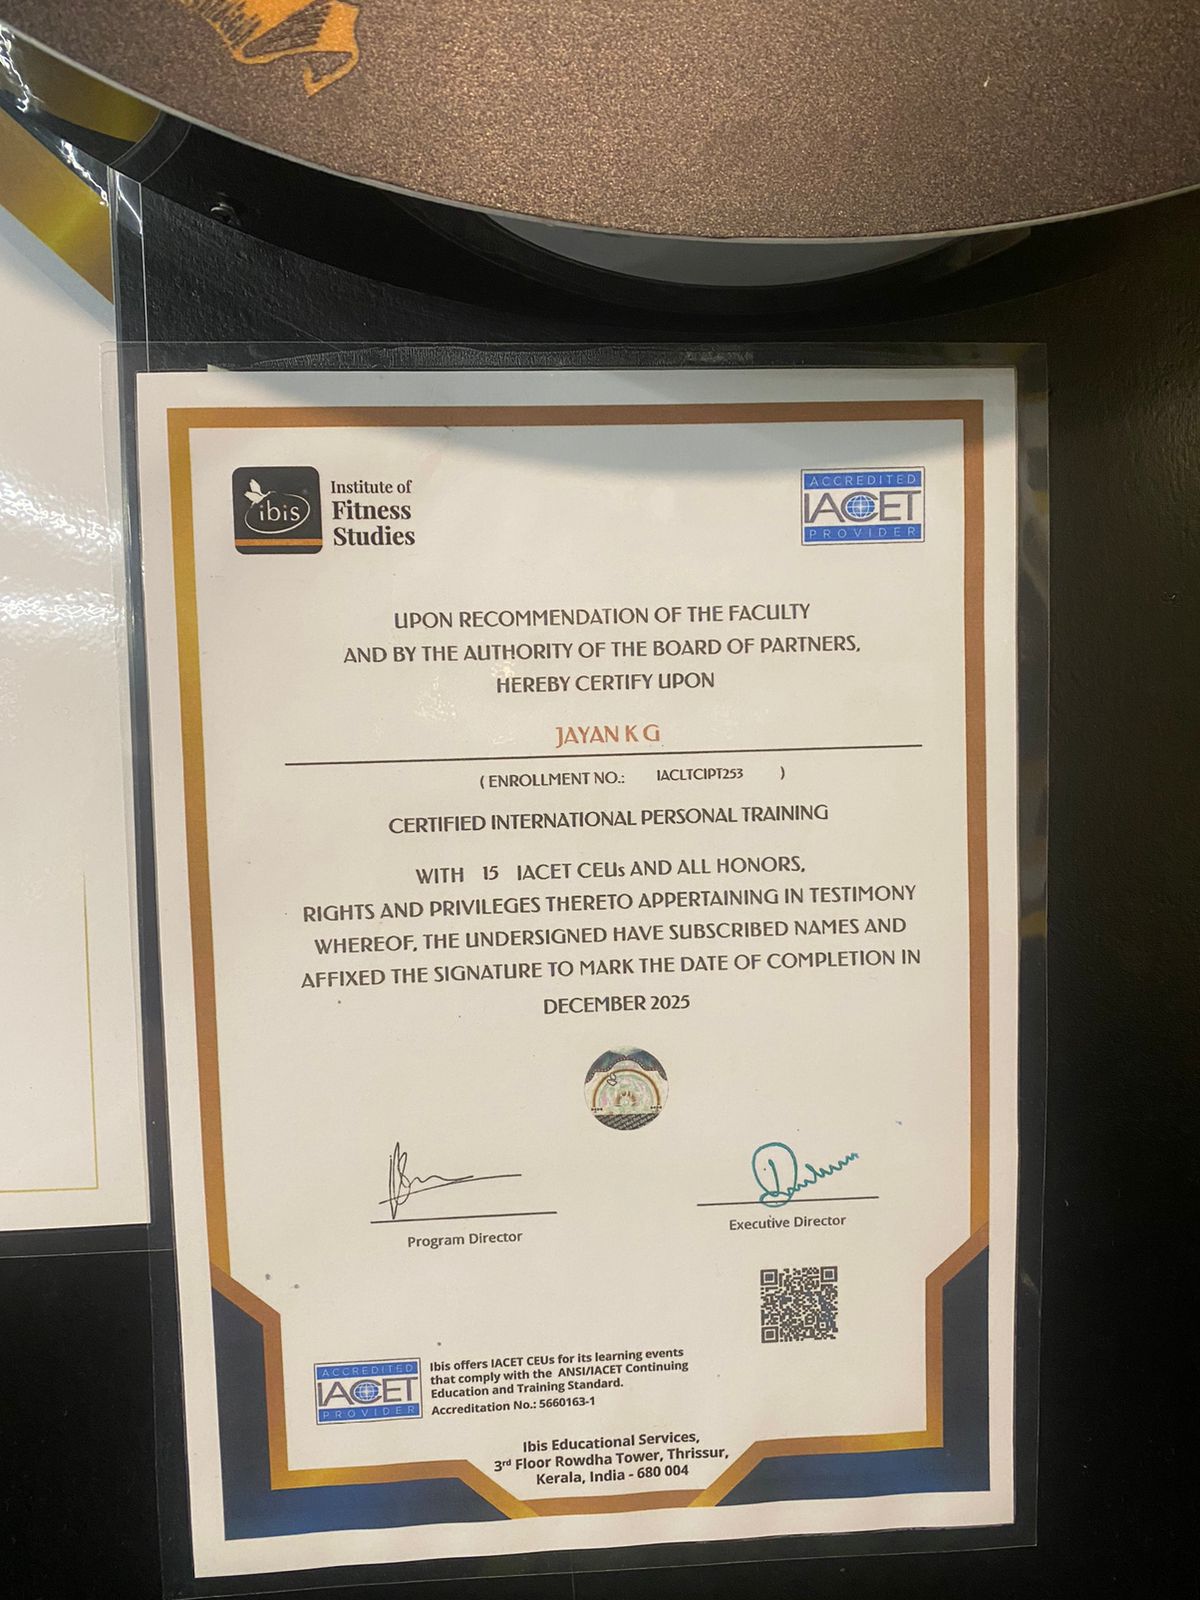 ibis
Institute of
Fitness
Studies
ACCREDITED
IACET
PROVIDER
UPON RECOMMENDATION OF THE FACULTY
AND BY THE AUTHORITY OF THE BOARD OF PARTNERS,
HEREBY CERTIFY UPON
JAYAN K G
( ENROLLMENT NO.: IACLTCIPT253 )
CERTIFIED INTERNATIONAL PERSONAL TRAINING
WITH 15 IACET CEUs AND ALL HONORS,
RIGHTS AND PRIVILEGES THERETO APPERTAINING IN TESTIMONY
WHEREOF, THE UNDERSIGNED HAVE SUBSCRIBED NAMES AND
AFFIXED THE SIGNATURE TO MARK THE DATE OF COMPLETION IN
DECEMBER 2025
Program Director
Executive Director
ACCREDITED
IACET
PROVIDER
Ibis offers IACET CEUs for its learning events
that comply with the ANSI/IACET Continuing
Education and Training Standard.
Accreditation No.: 5660163-1
Ibis Educational Services,
3rd Floor Rowdha Tower, Thrissur,
Kerala, India - 680 004